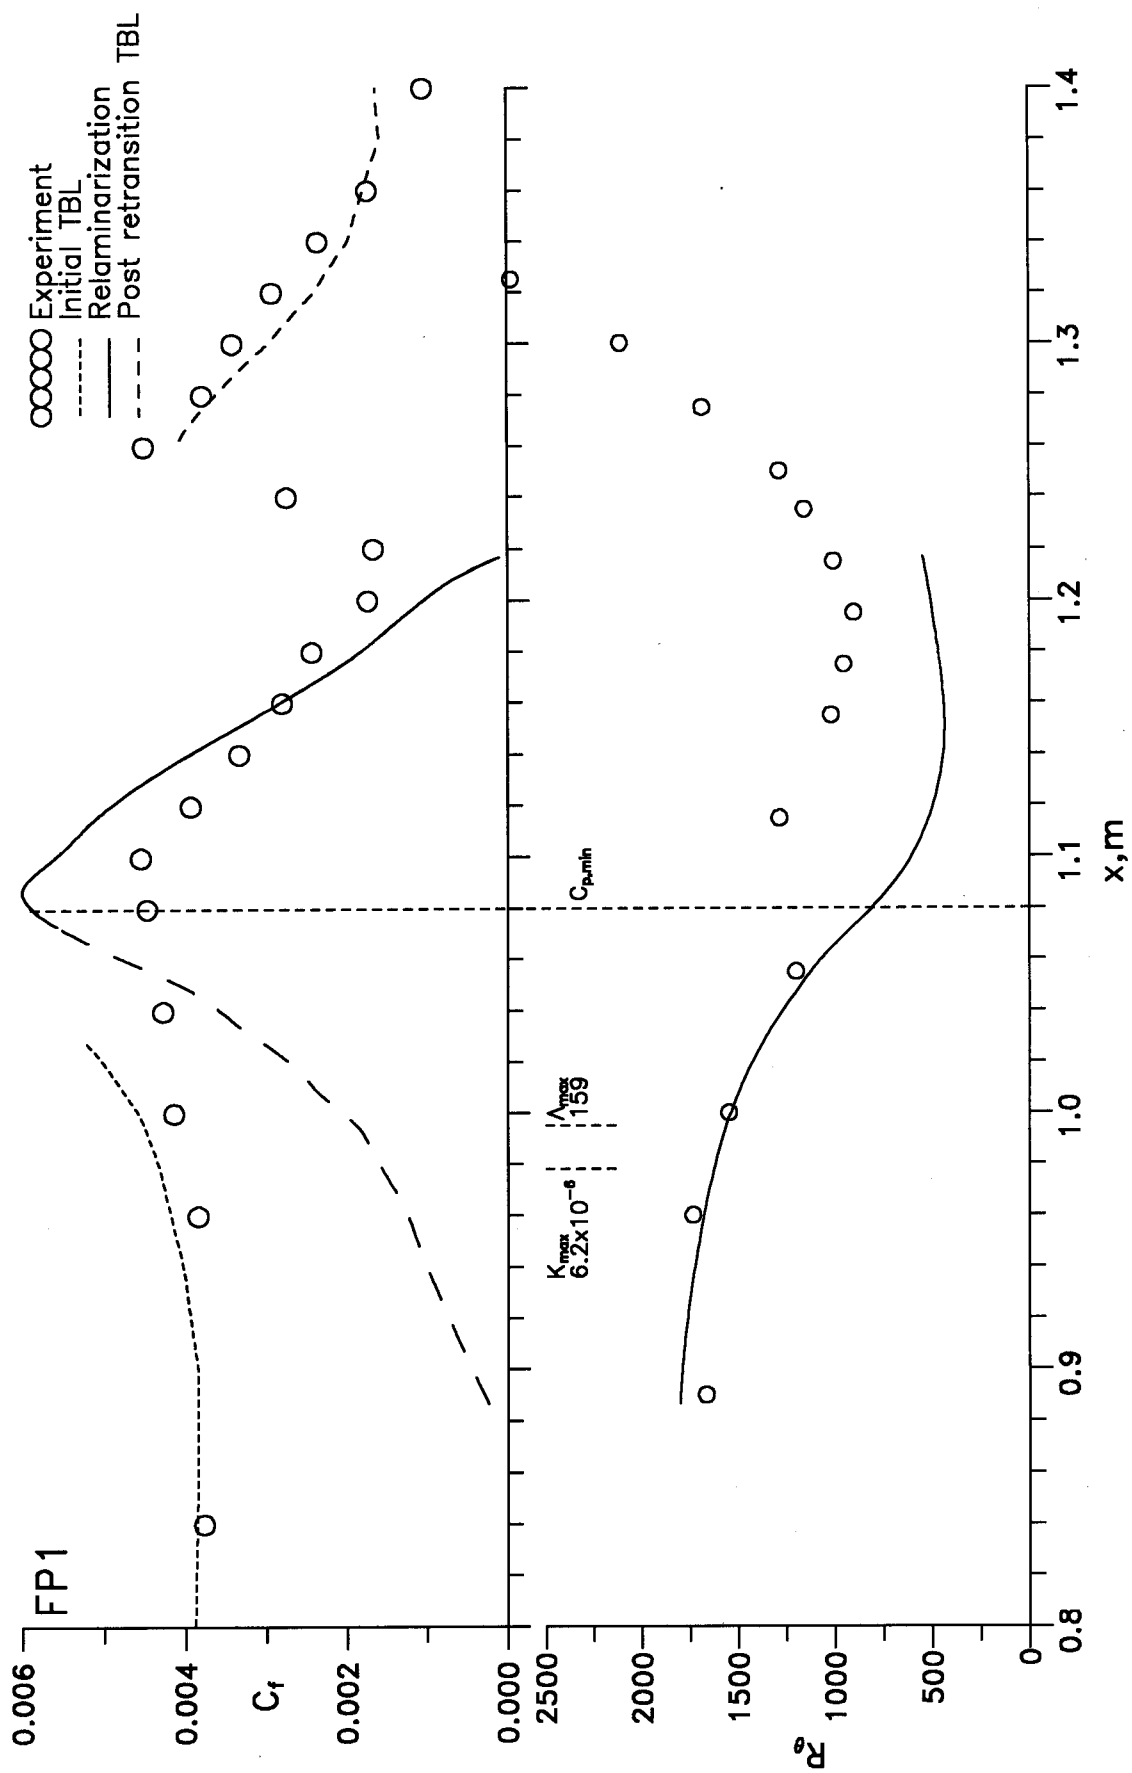 FP1
Experiment
Initial TBL
Relaminarization
Post retransition TBL
0.006
0.004
C_f
0.002
0.000
K_max
6.2x10⁻⁶
Λ_max
159
C_p,min
2500
2000
1500
R_θ
1000
500
0
0.8
0.9
1.0
1.1
1.2
1.3
1.4
x,m